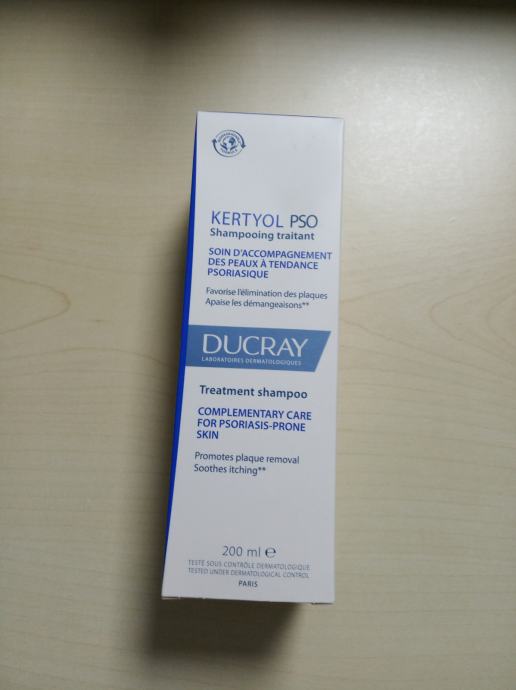 KERTYOL PSO
Shampooing traitant
SOIN D'ACCOMPAGNEMENT
DES PEAUX À TENDANCE
PSORIASIQUE
Favorise l'élimination des plaques
Apaise les démangeaisons**
DUCRAY
LABORATOIRES DERMATOLOGIQUES
Treatment shampoo
COMPLEMENTARY CARE
FOR PSORIASIS-PRONE
SKIN
Promotes plaque removal
Soothes itching**
200 ml ℮
TESTÉ SOUS CONTRÔLE DERMATOLOGIQUE
TESTED UNDER DERMATOLOGICAL CONTROL
PARIS